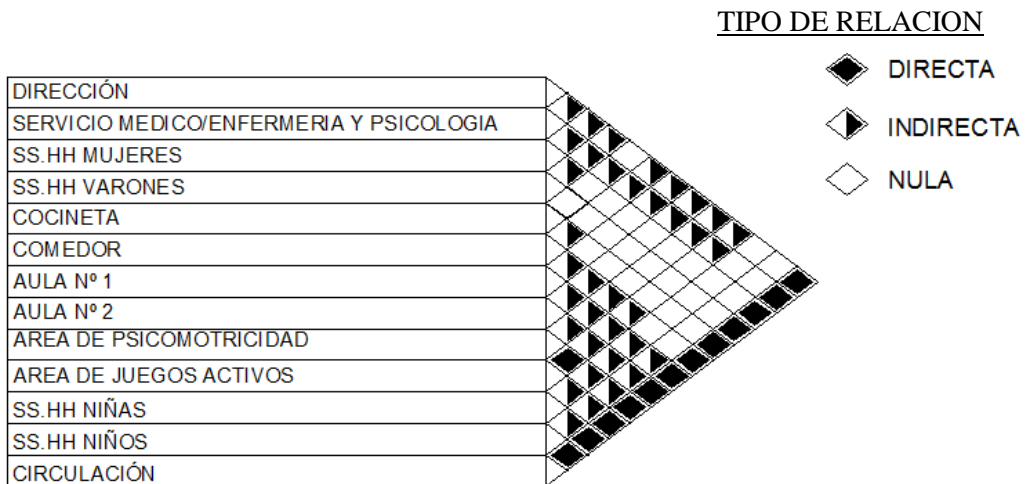 TIPO DE RELACION
DIRECTA
INDIRECTA
NULA
DIRECCIÓN
SERVICIO MEDICO/ENFERMERIA Y PSICOLOGIA
SS.HH MUJERES
SS.HH VARONES
COCINETA
COMEDOR
AULA Nº 1
AULA Nº 2
AREA DE PSICOMOTRICIDAD
AREA DE JUEGOS ACTIVOS
SS.HH NIÑAS
SS.HH NIÑOS
CIRCULACIÓN